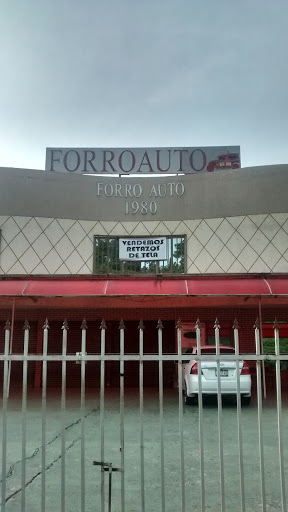 FORROAUTO
FORRO AUTO
1980
VENDEMOS
RETAZOS
DE TELA